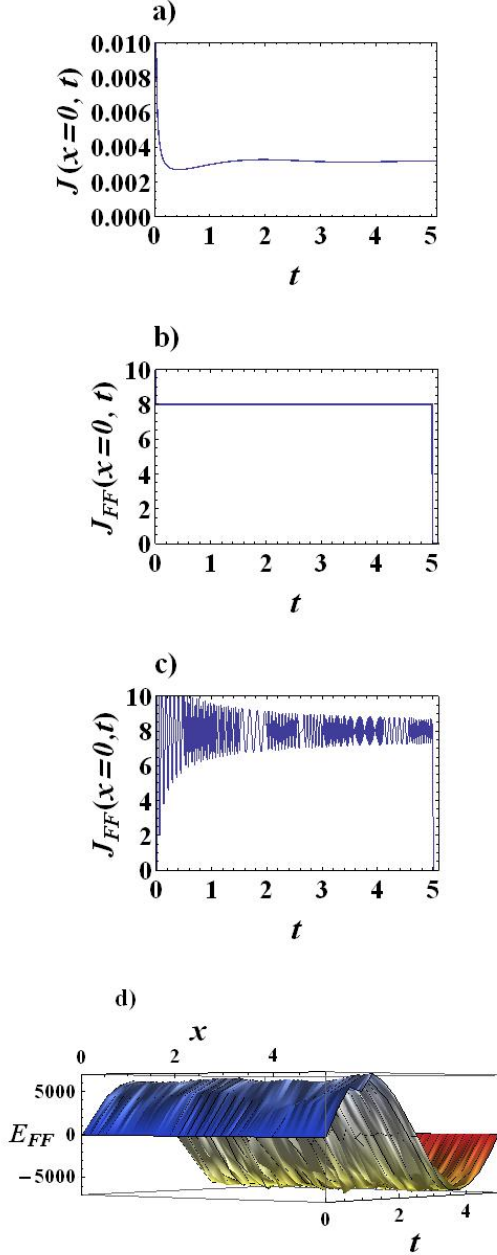 a)
J(x=0, t)
0.010
0.008
0.006
0.004
0.002
0.000
0 1 2 3 4 5
t
b)
J_FF(x=0, t)
10
8
6
4
2
0
0 1 2 3 4 5
t
c)
J_FF(x=0,t)
10
8
6
4
2
0
0 1 2 3 4 5
t
d)
x
0 2 4
5000
E_FF 0
-5000
0 2 4
t